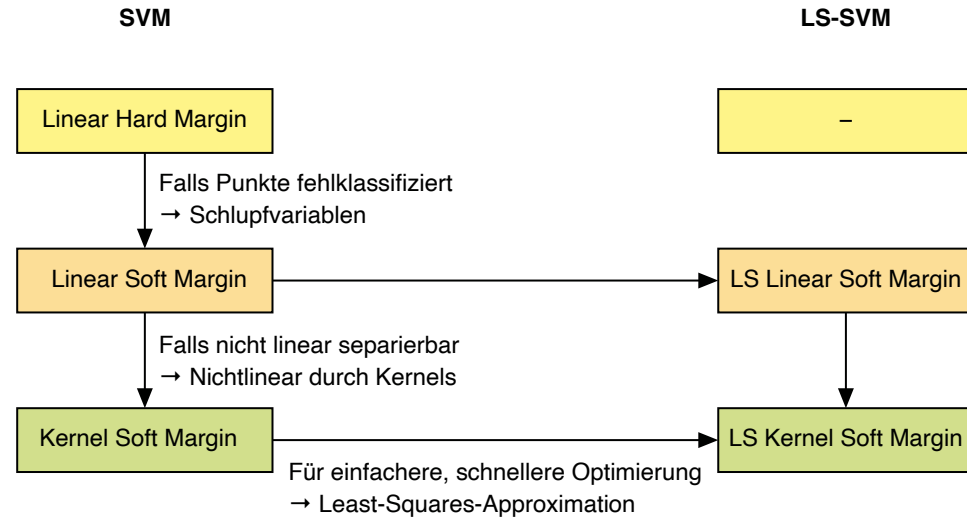 SVM
LS-SVM
Linear Hard Margin
–
Falls Punkte fehlklassifiziert
→ Schlupfvariablen
Linear Soft Margin
LS Linear Soft Margin
Falls nicht linear separierbar
→ Nichtlinear durch Kernels
Kernel Soft Margin
LS Kernel Soft Margin
Für einfachere, schnellere Optimierung
→ Least-Squares-Approximation